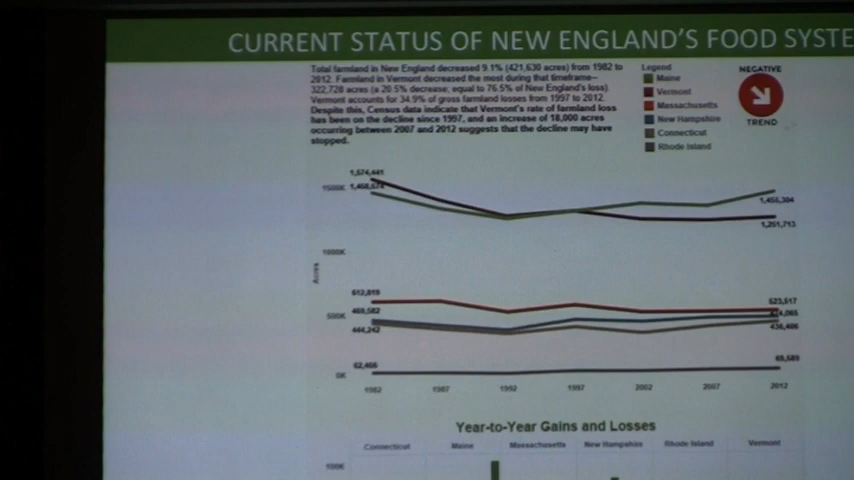 CURRENT STATUS OF NEW ENGLAND'S FOOD SYSTE
Total farmland in New England decreased 9.1% (421,630 acres) from 1982 to
2012. Farmland in Vermont decreased the most during that timeframe--
322,728 acres (a 20.5% decrease; equal to 76.5% of New England's loss).
Vermont accounts for 34.9% of gross farmland losses from 1997 to 2012.
Despite this, Census data indicate that Vermont's rate of farmland loss
has been on the decline since 1997, and an increase of 18,000 acres
occurring between 2007 and 2012 suggests that the decline may have
stopped.
Legend
Maine
Vermont
Massachusetts
New Hampshire
Connecticut
Rhode Island
NEGATIVE
TREND
1,574,441
1500K
1,455,304
1,251,713
1000K
Acres
612,819
523,517
469,582
500K
444,242
436,406
62,466
69,589
0K
1982 1987 1992 1997 2002 2007 2012
Year-to-Year Gains and Losses
Connecticut Maine Massachusetts New Hampshire Rhode Island Vermont
100K